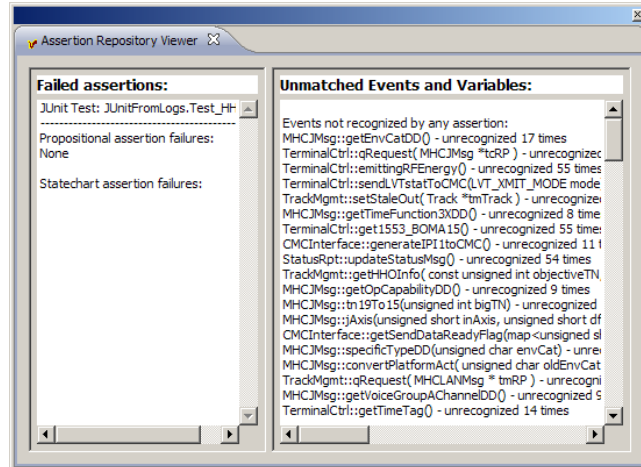 Assertion Repository Viewer
Failed assertions:
JUnit Test: JUnitFromLogs.Test_HH
----------------------------------------
Propositional assertion failures:
None
Statechart assertion failures:
Unmatched Events and Variables:
Events not recognized by any assertion:
MHCJMsg::getEnvCatDD() - unrecognized 17 times
TerminalCtrl::qRequest( MHCJMsg *tcRP ) - unrecognized
TerminalCtrl::emittingRFEnergy() - unrecognized 55 times
TerminalCtrl::sendLVTstatToCMC(LVT_XMIT_MODE mode
TrackMgmt::setStaleOut( Track *tmTrack ) - unrecognized
MHCJMsg::getTimeFunction3XDD() - unrecognized 8 time
TerminalCtrl::get1553_BOMA15() - unrecognized 55 times
CMCInterface::generateIPI1toCMC() - unrecognized 11 t
StatusRpt::updateStatusMsg() - unrecognized 54 times
TrackMgmt::getHHOInfo( const unsigned int objectiveTN,
MHCJMsg::getOpCapabilityDD() - unrecognized 9 times
MHCJMsg::tn19To15(unsigned int bigTN) - unrecognized
MHCJMsg::jAxis(unsigned short inAxis, unsigned short df
CMCInterface::getSendDataReadyFlag(map<unsigned sl
MHCJMsg::specificTypeDD(unsigned char envCat) - unre
MHCJMsg::convertPlatformAct( unsigned char oldEnvCat
TrackMgmt::qRequest( MHCLANMsg * tmRP ) - unrecogni
MHCJMsg::getVoiceGroupAChannelDD() - unrecognized 9
TerminalCtrl::getTimeTag() - unrecognized 14 times